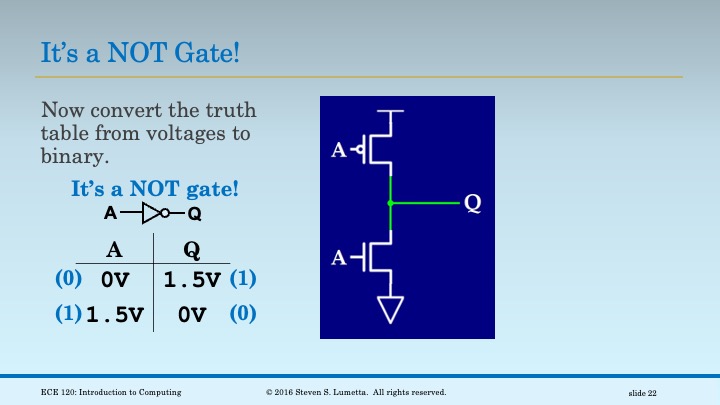 It's a NOT Gate!
Now convert the truth
table from voltages to
binary.
It's a NOT gate!
A Q
A Q
(0) 0V 1.5V (1)
(1) 1.5V 0V (0)
A
Q
A
ECE 120: Introduction to Computing © 2016 Steven S. Lumetta. All rights reserved. slide 22